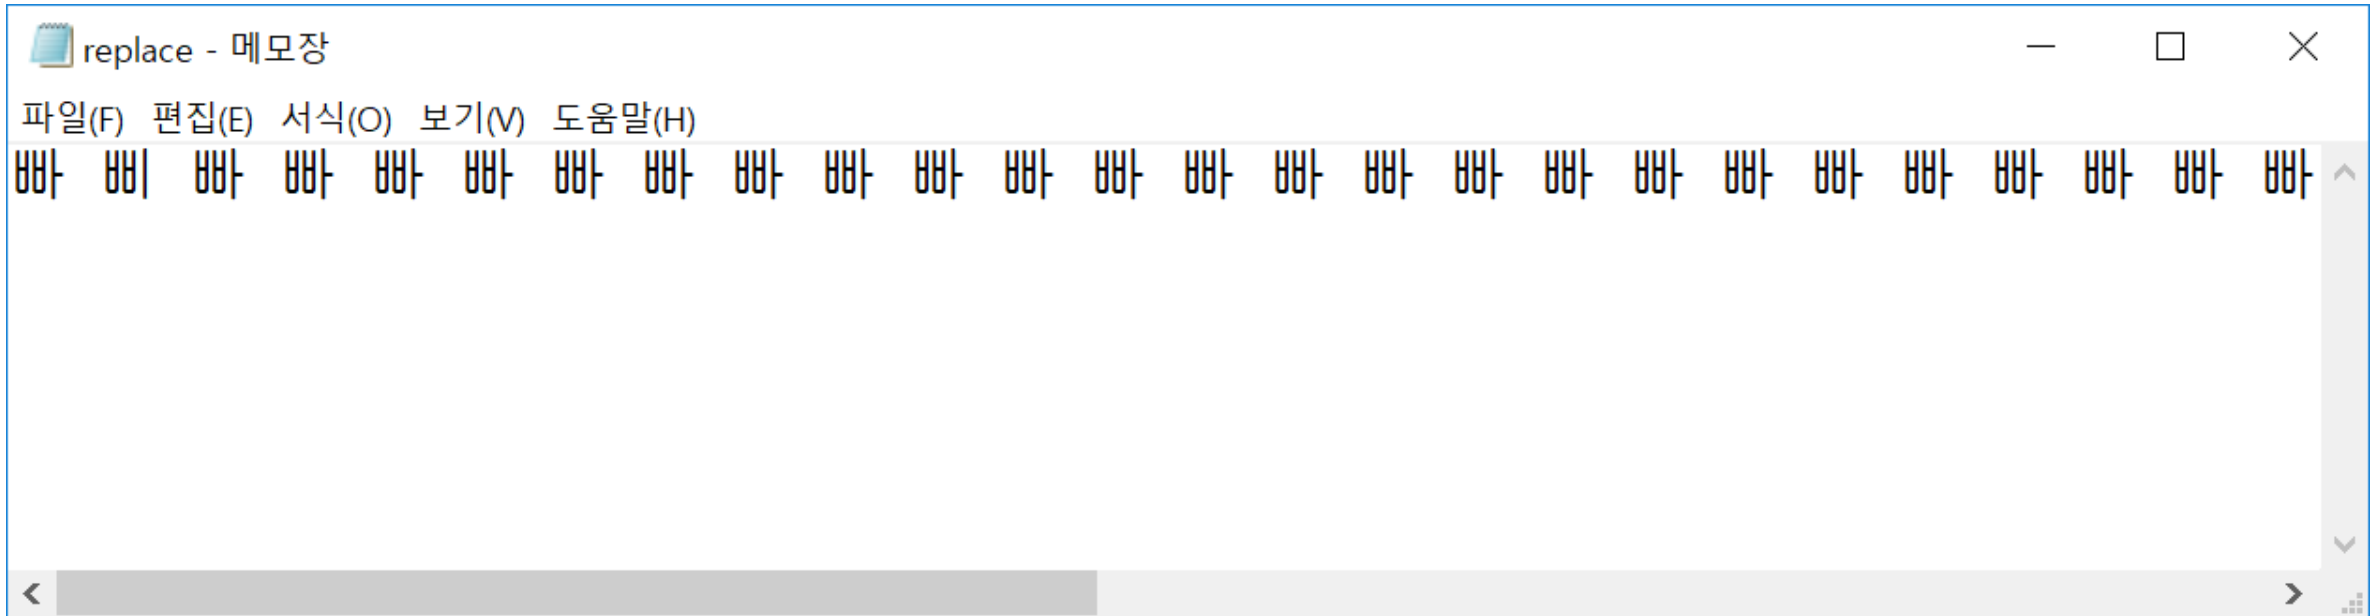 replace - 메모장
파일(F) 편집(E) 서식(O) 보기(V) 도움말(H)
빠 삐 빠 빠 빠 빠 빠 빠 빠 빠 빠 빠 빠 빠 빠 빠 빠 빠 빠 빠 빠 빠 빠 빠 빠 빠